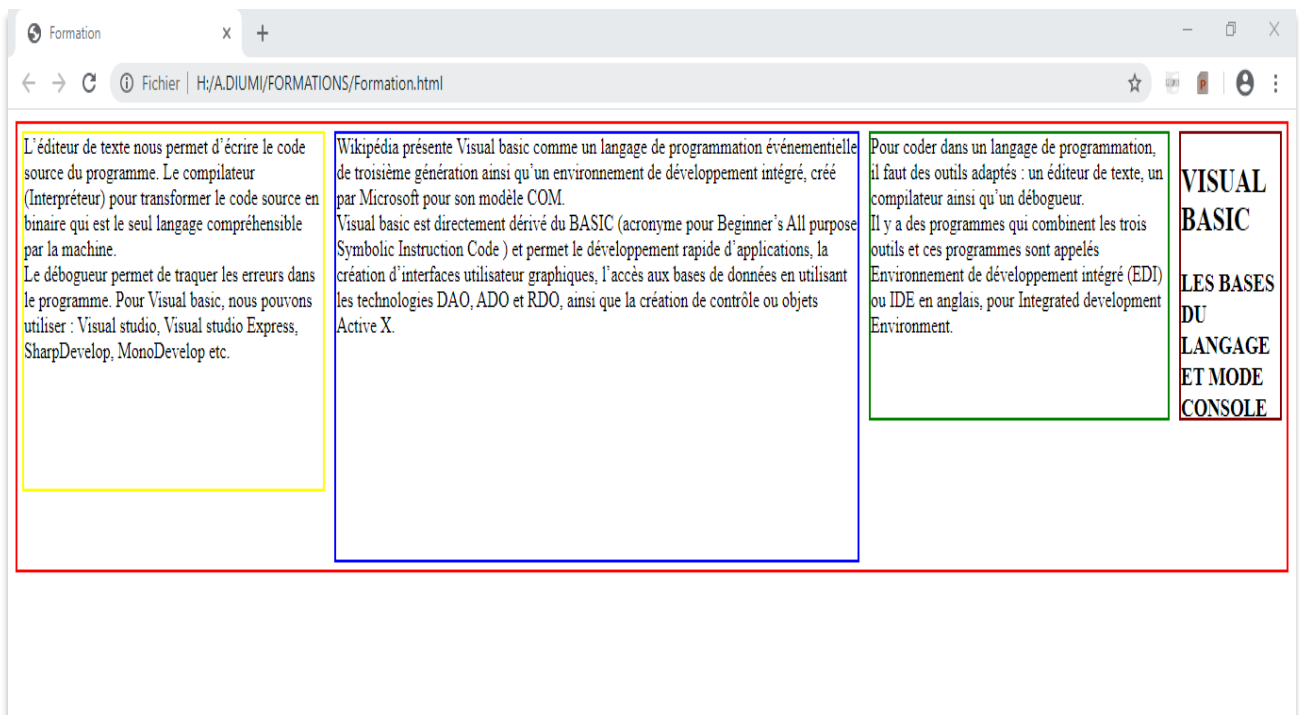 Formation
Fichier | H:/A.DIUMI/FORMATIONS/Formation.html
L’éditeur de texte nous permet d’écrire le code
source du programme. Le compilateur
(Interpréteur) pour transformer le code source en
binaire qui est le seul langage compréhensible
par la machine.
Le débogueur permet de traquer les erreurs dans
le programme. Pour Visual basic, nous pouvons
utiliser : Visual studio, Visual studio Express,
SharpDevelop, MonoDevelop etc.
Wikipédia présente Visual basic comme un langage de programmation événementielle
de troisième génération ainsi qu’un environnement de développement intégré, créé
par Microsoft pour son modèle COM.
Visual basic est directement dérivé du BASIC (acronyme pour Beginner’s All purpose
Symbolic Instruction Code ) et permet le développement rapide d’applications, la
création d’interfaces utilisateur graphiques, l’accès aux bases de données en utilisant
les technologies DAO, ADO et RDO, ainsi que la création de contrôle ou objets
Active X.
Pour coder dans un langage de programmation,
il faut des outils adaptés : un éditeur de texte, un
compilateur ainsi qu’un débogueur.
Il y a des programmes qui combinent les trois
outils et ces programmes sont appelés
Environnement de développement intégré (EDI)
ou IDE en anglais, pour Integrated development
Environment.
VISUAL
BASIC
LES BASES
DU
LANGAGE
ET MODE
CONSOLE